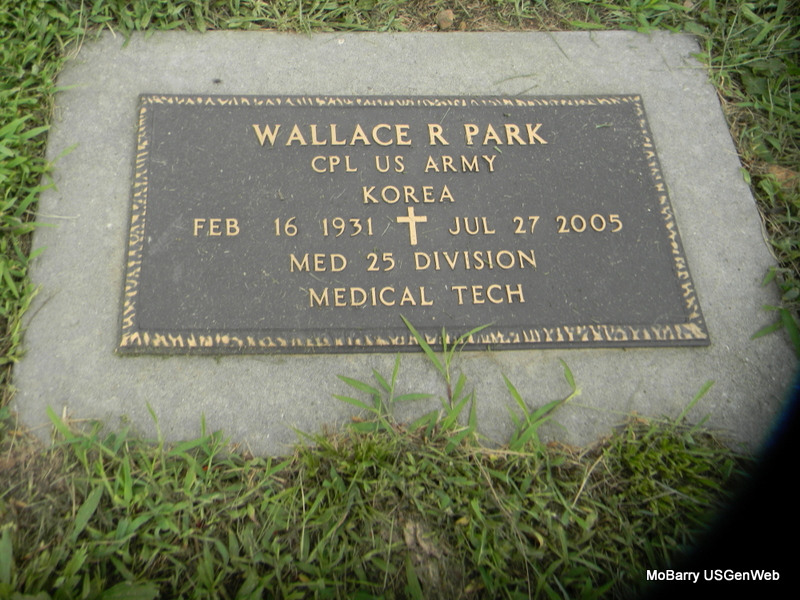 WALLACE R PARK
CPL US ARMY
KOREA
FEB 16 1931 ✝ JUL 27 2005
MED 25 DIVISION
MEDICAL TECH
MoBarry USGenWeb